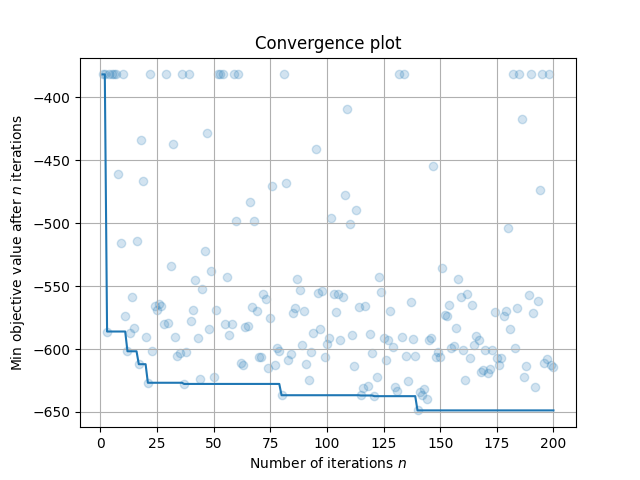 Convergence plot
Min objective value after n iterations
−400
−450
−500
−550
−600
−650
0 25 50 75 100 125 150 175 200
Number of iterations n